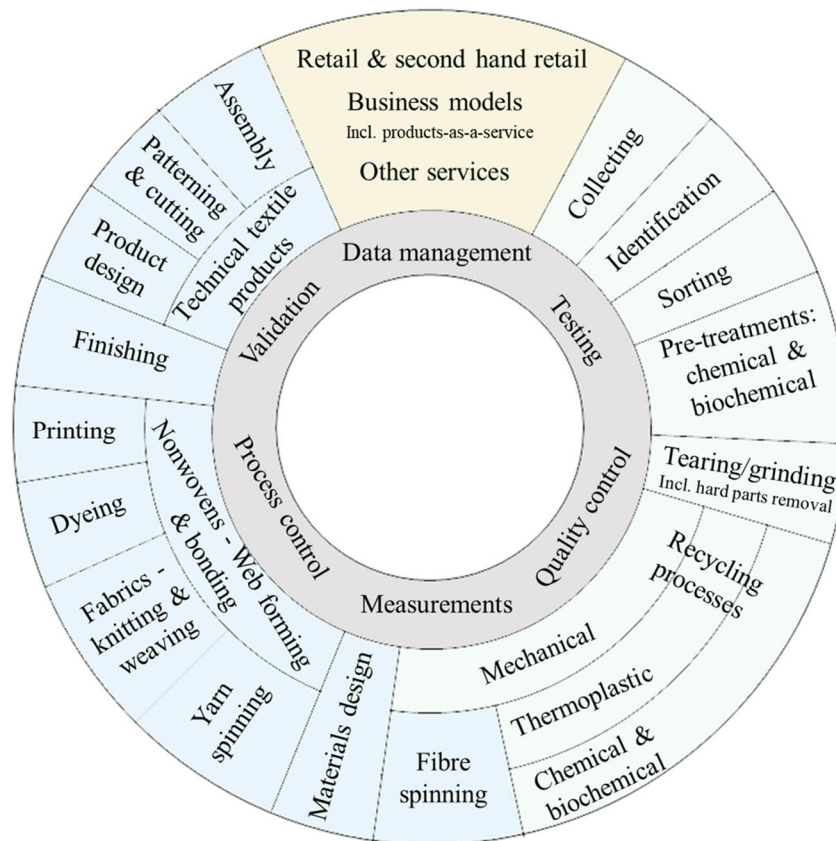 Retail & second hand retail
Business models
Incl. products-as-a-service
Other services
Collecting
Identification
Sorting
Pre-treatments:
chemical &
biochemical
Tearing/grinding
Incl. hard parts removal
Recycling
processes
Mechanical
Thermoplastic
Chemical &
biochemical
Fibre
spinning
Materials design
Yarn
spinning
Fabrics -
knitting &
weaving
Nonwovens - Web forming
& bonding
Dyeing
Printing
Finishing
Product
design
Patterning
& cutting
Assembly
Technical textile
products
Data management
Testing
Quality control
Measurements
Process control
Validation